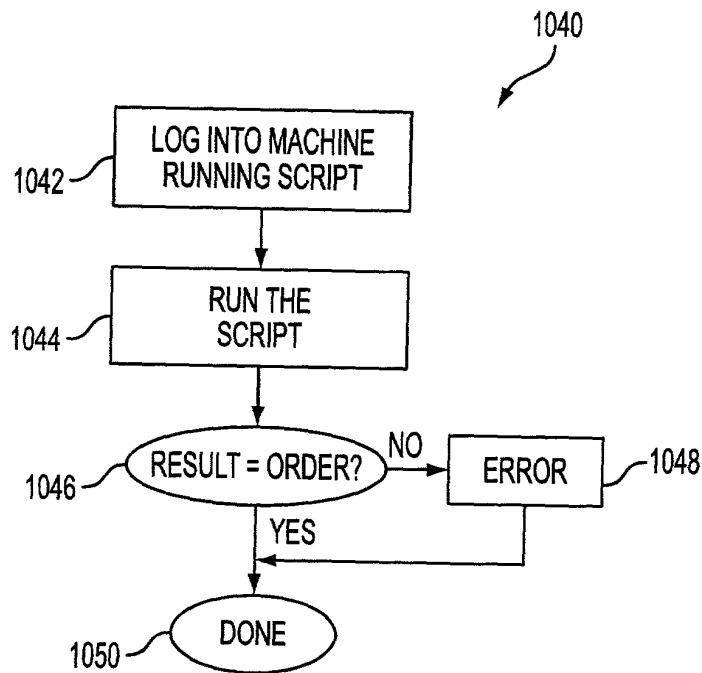 1040
LOG INTO MACHINE
RUNNING SCRIPT
1042
RUN THE
SCRIPT
1044
RESULT = ORDER?
1046
NO
ERROR
1048
YES
DONE
1050